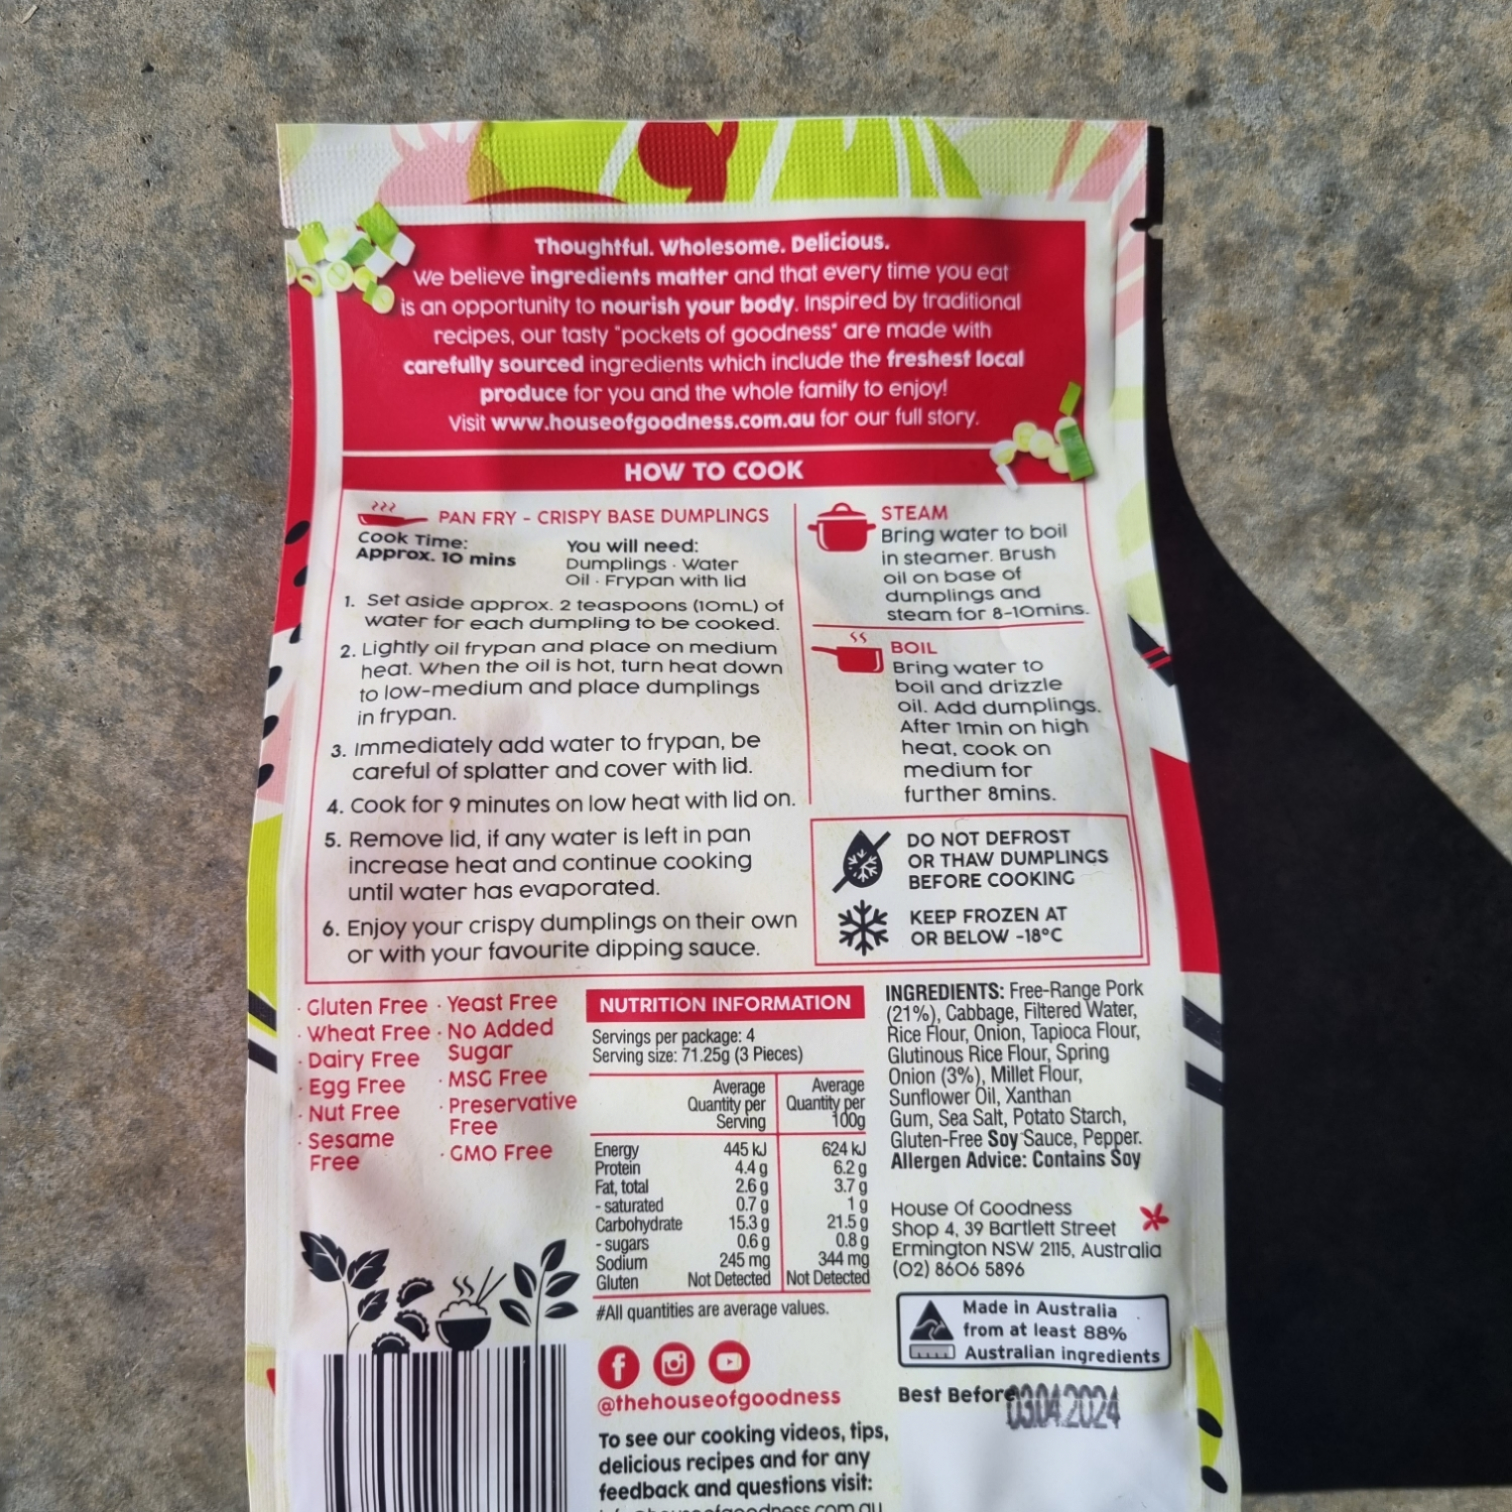 Thoughtful. Wholesome. Delicious.
We believe ingredients matter and that every time you eat
is an opportunity to nourish your body. Inspired by traditional
recipes, our tasty "pockets of goodness" are made with
carefully sourced ingredients which include the freshest local
produce for you and the whole family to enjoy!
Visit www.houseofgoodness.com.au for our full story.
HOW TO COOK
PAN FRY - CRISPY BASE DUMPLINGS
Cook Time:
Approx. 10 mins
You will need:
Dumplings · Water
Oil · Frypan with lid
1. Set aside approx. 2 teaspoons (10mL) of
water for each dumpling to be cooked.
2. Lightly oil frypan and place on medium
heat. When the oil is hot, turn heat down
to low-medium and place dumplings
in frypan.
3. Immediately add water to frypan, be
careful of splatter and cover with lid.
4. Cook for 9 minutes on low heat with lid on.
5. Remove lid, if any water is left in pan
increase heat and continue cooking
until water has evaporated.
6. Enjoy your crispy dumplings on their own
or with your favourite dipping sauce.
STEAM
Bring water to boil
in steamer. Brush
oil on base of
dumplings and
steam for 8-10mins.
BOIL
Bring water to
boil and drizzle
oil. Add dumplings.
After 1min on high
heat, cook on
medium for
further 8mins.
DO NOT DEFROST
OR THAW DUMPLINGS
BEFORE COOKING
KEEP FROZEN AT
OR BELOW -18°C
· Gluten Free · Yeast Free
· Wheat Free · No Added
Sugar
· Dairy Free
· Egg Free · MSG Free
· Nut Free · Preservative
Free
· Sesame
Free
· GMO Free
NUTRITION INFORMATION
Servings per package: 4
Serving size: 71.25g (3 Pieces)
Average Quantity per Serving Average Quantity per 100g
Energy 445 kJ 624 kJ
Protein 4.4 g 6.2 g
Fat, total 2.6 g 3.7 g
- saturated 0.7 g 1 g
Carbohydrate 15.3 g 21.5 g
- sugars 0.6 g 0.8 g
Sodium 245 mg 344 mg
Gluten Not Detected Not Detected
#All quantities are average values.
@thehouseofgoodness
To see our cooking videos, tips,
delicious recipes and for any
feedback and questions visit:
INGREDIENTS: Free-Range Pork
(21%), Cabbage, Filtered Water,
Rice Flour, Onion, Tapioca Flour,
Glutinous Rice Flour, Spring
Onion (3%), Millet Flour,
Sunflower Oil, Xanthan
Gum, Sea Salt, Potato Starch,
Gluten-Free Soy Sauce, Pepper.
Allergen Advice: Contains Soy
House Of Goodness
Shop 4, 39 Bartlett Street
Ermington NSW 2115, Australia
(02) 8606 5896
Made in Australia
from at least 88%
Australian ingredients
Best Before 03.04.2024